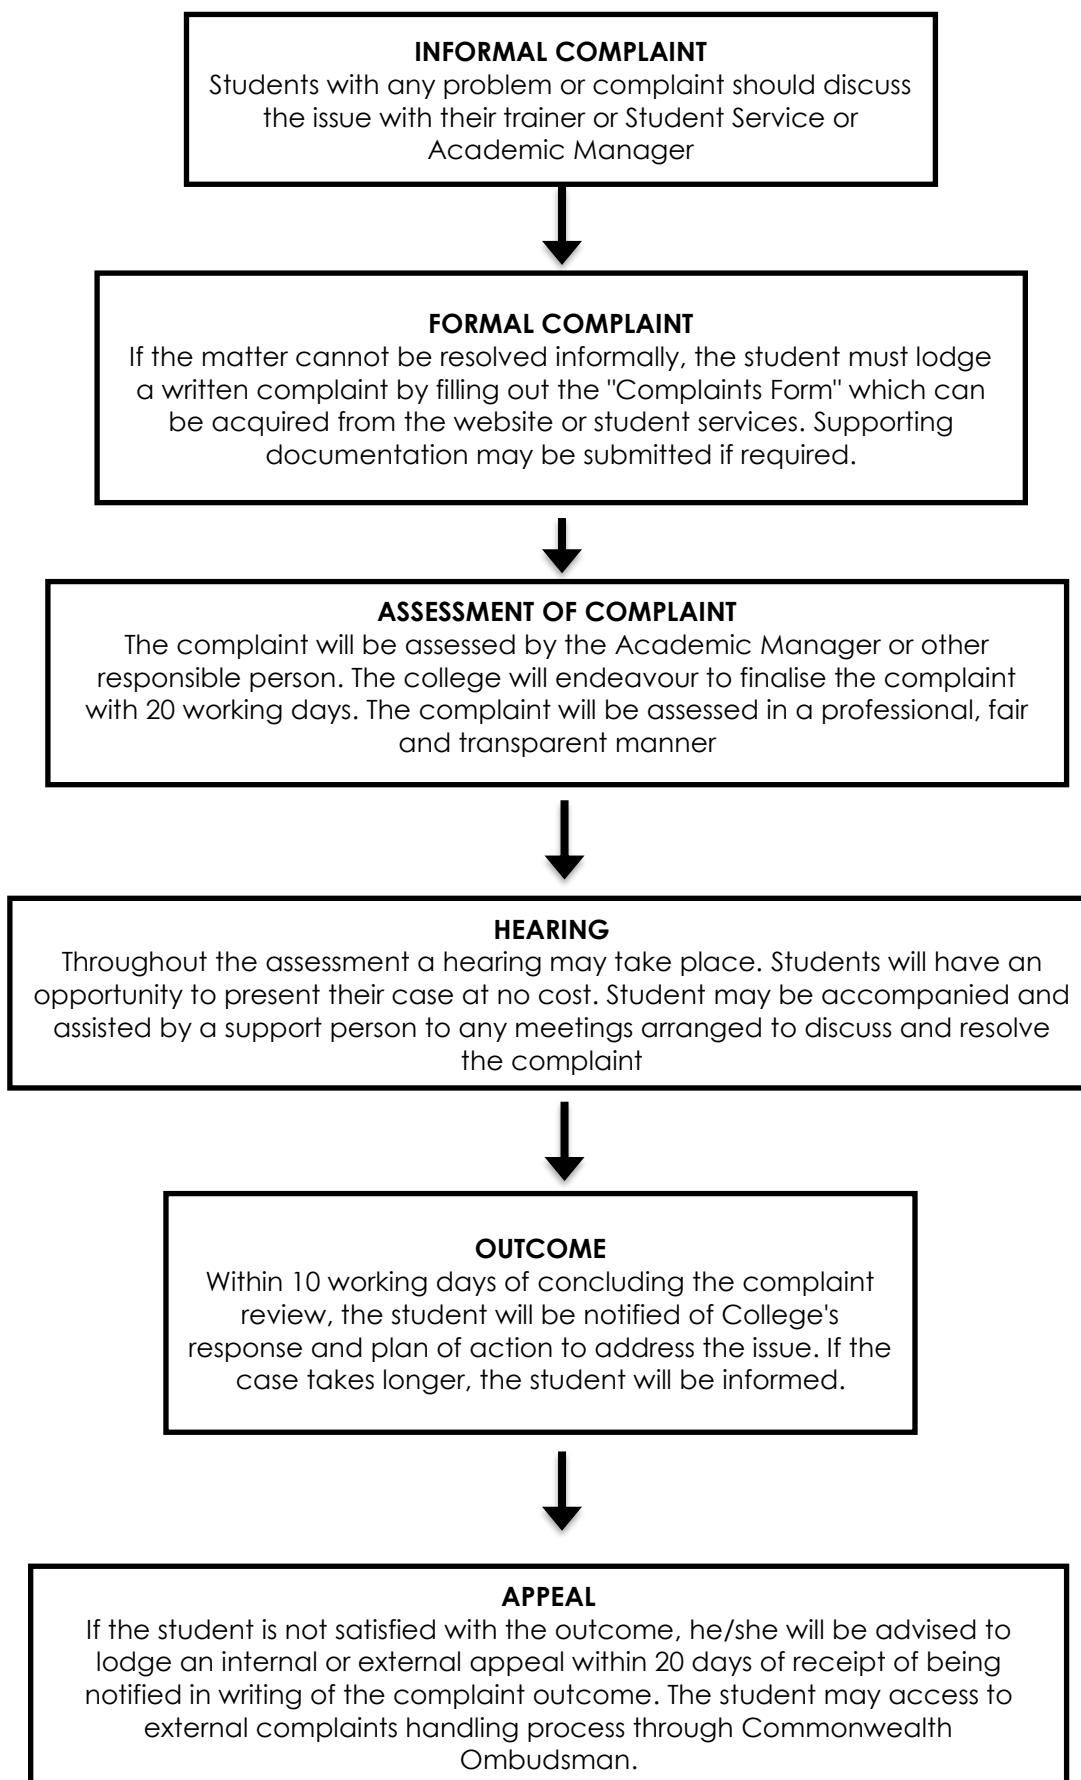 INFORMAL COMPLAINT
Students with any problem or complaint should discuss
the issue with their trainer or Student Service or
Academic Manager
FORMAL COMPLAINT
If the matter cannot be resolved informally, the student must lodge
a written complaint by filling out the "Complaints Form" which can
be acquired from the website or student services. Supporting
documentation may be submitted if required.
ASSESSMENT OF COMPLAINT
The complaint will be assessed by the Academic Manager or other
responsible person. The college will endeavour to finalise the complaint
with 20 working days. The complaint will be assessed in a professional, fair
and transparent manner
HEARING
Throughout the assessment a hearing may take place. Students will have an
opportunity to present their case at no cost. Student may be accompanied and
assisted by a support person to any meetings arranged to discuss and resolve
the complaint
OUTCOME
Within 10 working days of concluding the complaint
review, the student will be notified of College's
response and plan of action to address the issue. If the
case takes longer, the student will be informed.
APPEAL
If the student is not satisfied with the outcome, he/she will be advised to
lodge an internal or external appeal within 20 days of receipt of being
notified in writing of the complaint outcome. The student may access to
external complaints handling process through Commonwealth
Ombudsman.